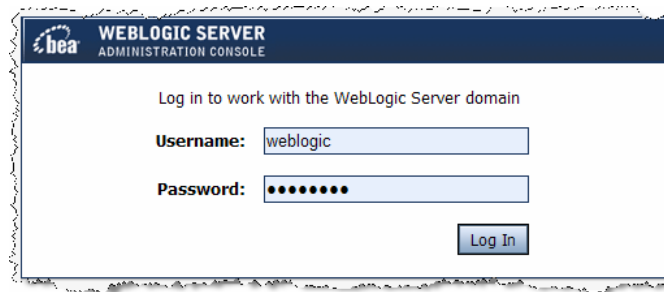 bea
WEBLOGIC SERVER
ADMINISTRATION CONSOLE
Log in to work with the WebLogic Server domain
Username: weblogic
Password: ●●●●●●●●
Log In